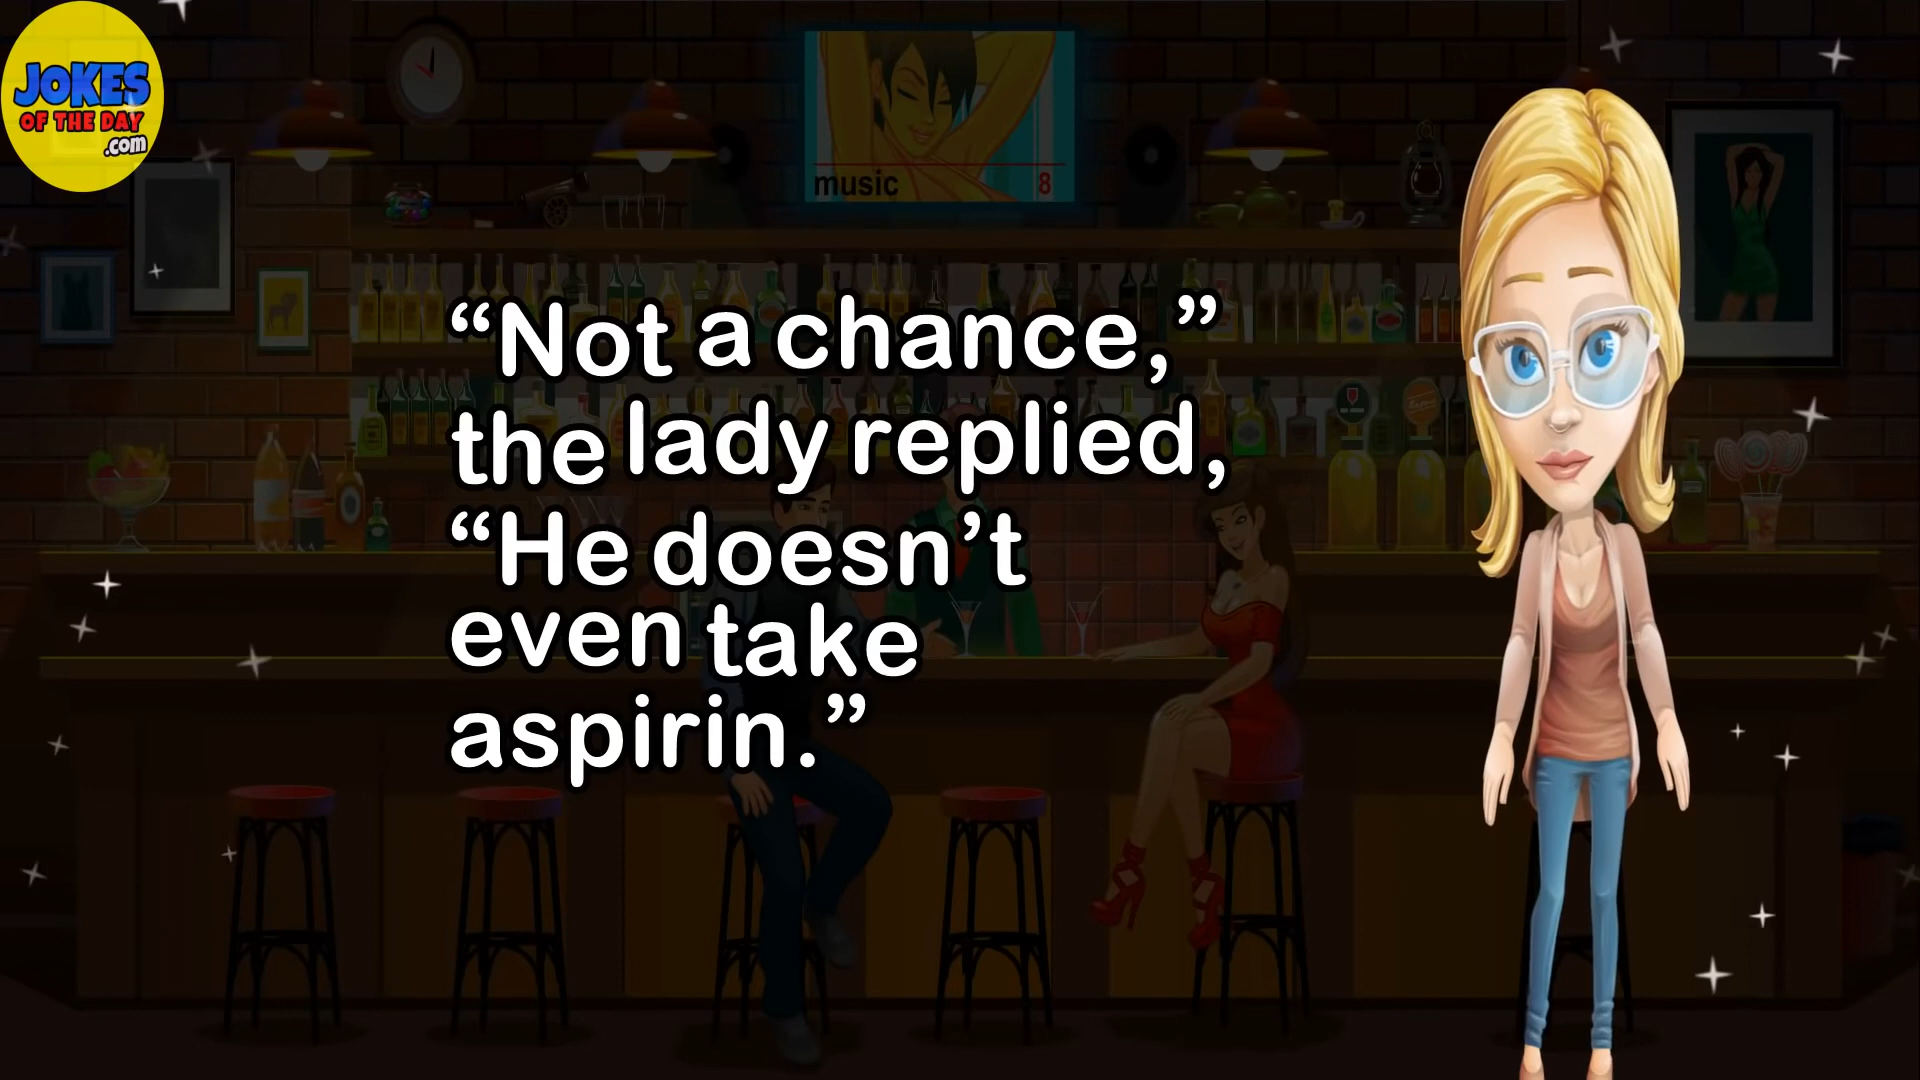 JOKES
OF THE DAY
.com
music 8
“Not a chance,”
the lady replied,
“He doesn’t
even take
aspirin.”